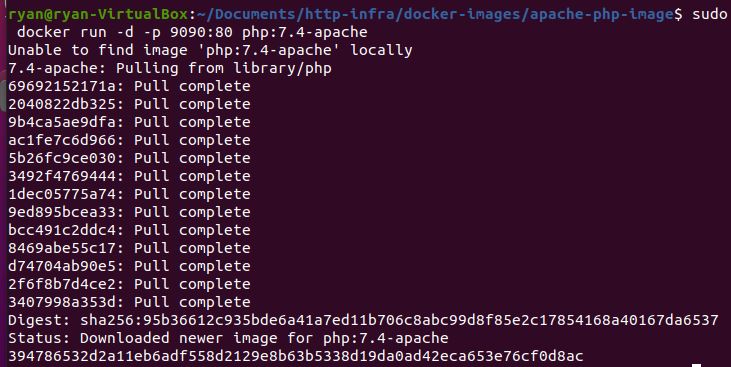 ryan@ryan-VirtualBox:~/Documents/http-infra/docker-images/apache-php-image$ sudo
docker run -d -p 9090:80 php:7.4-apache
Unable to find image 'php:7.4-apache' locally
7.4-apache: Pulling from library/php
69692152171a: Pull complete
2040822db325: Pull complete
9b4ca5ae9dfa: Pull complete
ac1fe7c6d966: Pull complete
5b26fc9ce030: Pull complete
3492f4769444: Pull complete
1dec05775a74: Pull complete
9ed895bcea33: Pull complete
bcc491c2ddc4: Pull complete
8469abe55c17: Pull complete
d74704ab90e5: Pull complete
2f6f8b7d4ce2: Pull complete
3407998a353d: Pull complete
Digest: sha256:95b36612c935bde6a41a7ed11b706c8abc99d8f85e2c17854168a40167da6537
Status: Downloaded newer image for php:7.4-apache
394786532d2a11eb6adf558d2129e8b63b5338d19da0ad42eca653e76cf0d8ac